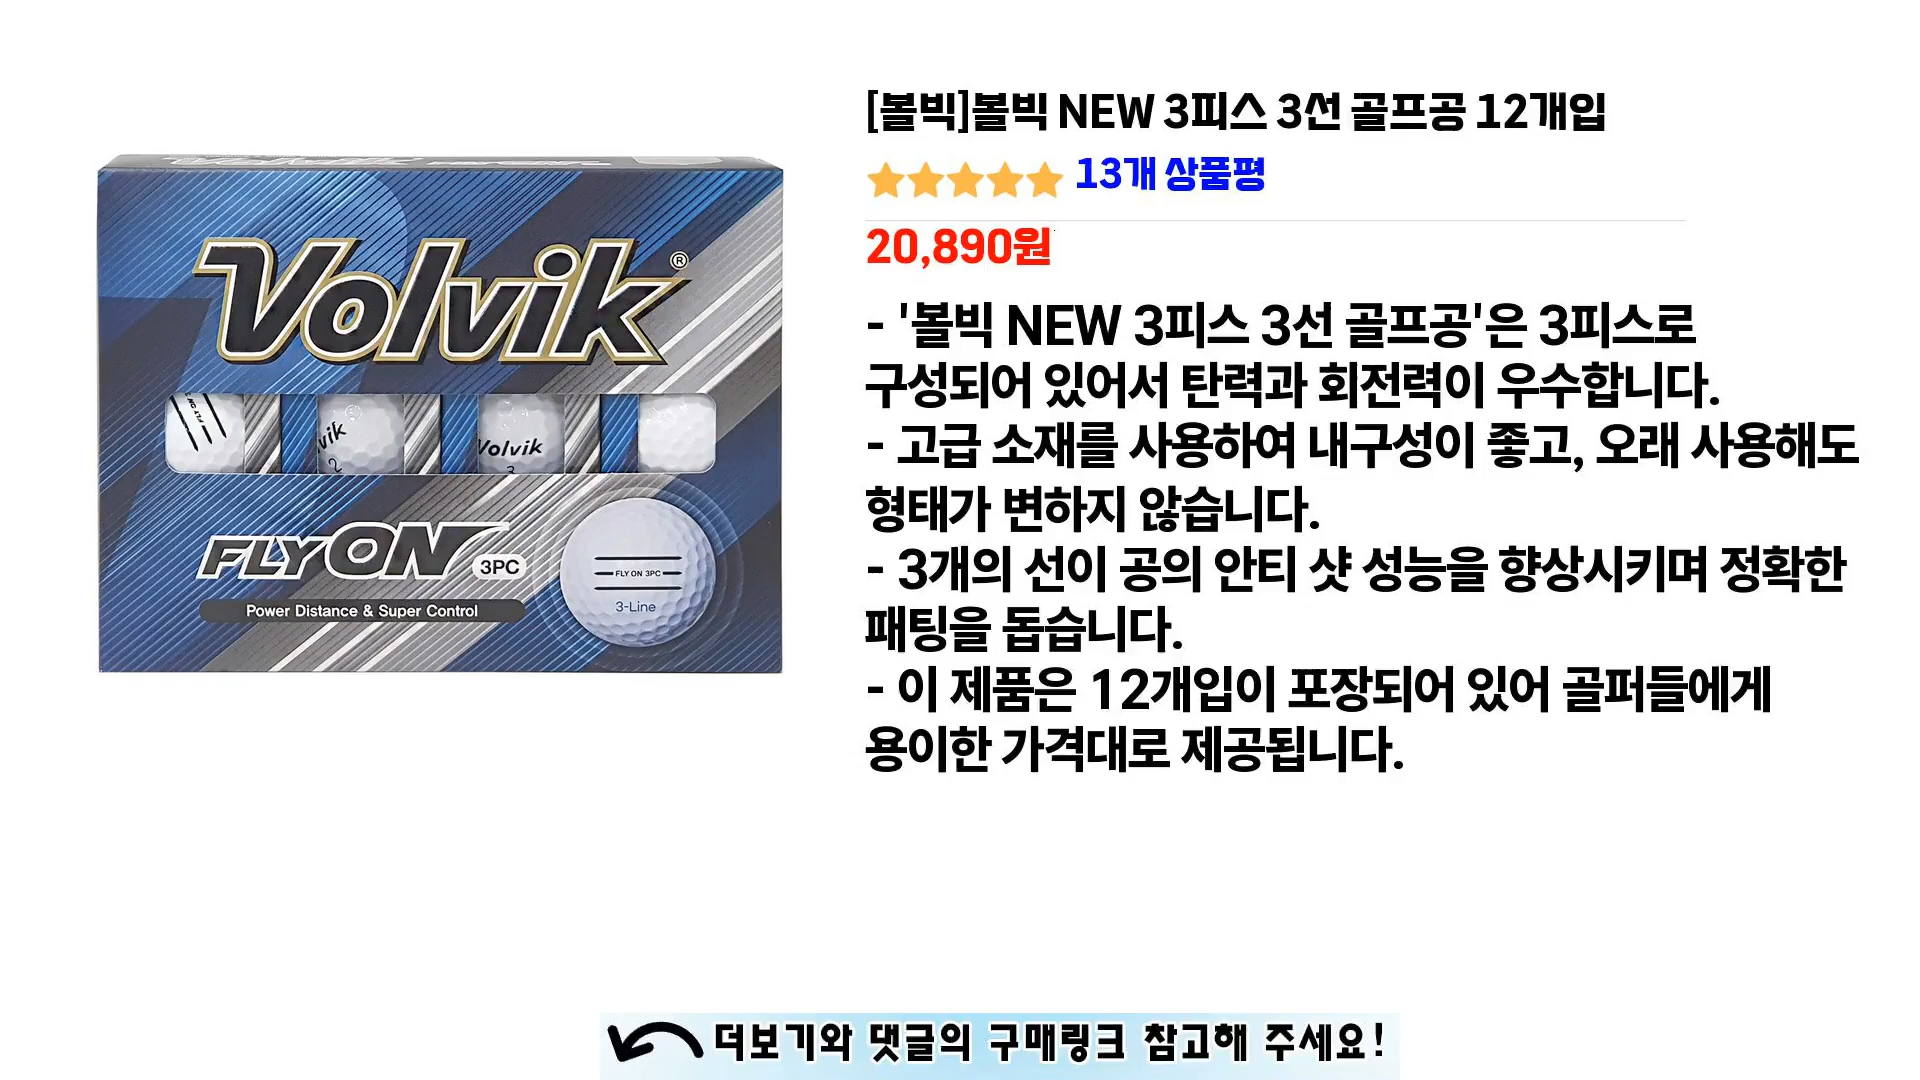 [볼빅]볼빅 NEW 3피스 3선 골프공 12개입
13개 상품평
20,890원
- '볼빅 NEW 3피스 3선 골프공'은 3피스로
구성되어 있어서 탄력과 회전력이 우수합니다.
- 고급 소재를 사용하여 내구성이 좋고, 오래 사용해도
형태가 변하지 않습니다.
- 3개의 선이 공의 안티 샷 성능을 향상시키며 정확한
패팅을 돕습니다.
- 이 제품은 12개입이 포장되어 있어 골퍼들에게
용이한 가격대로 제공됩니다.
Volvik®
FLY ON
Volvik
3
FLY ON 3PC
Power Distance & Super Control
FLY ON 3PC
3-Line
더보기와 댓글의 구매링크 참고해 주세요!